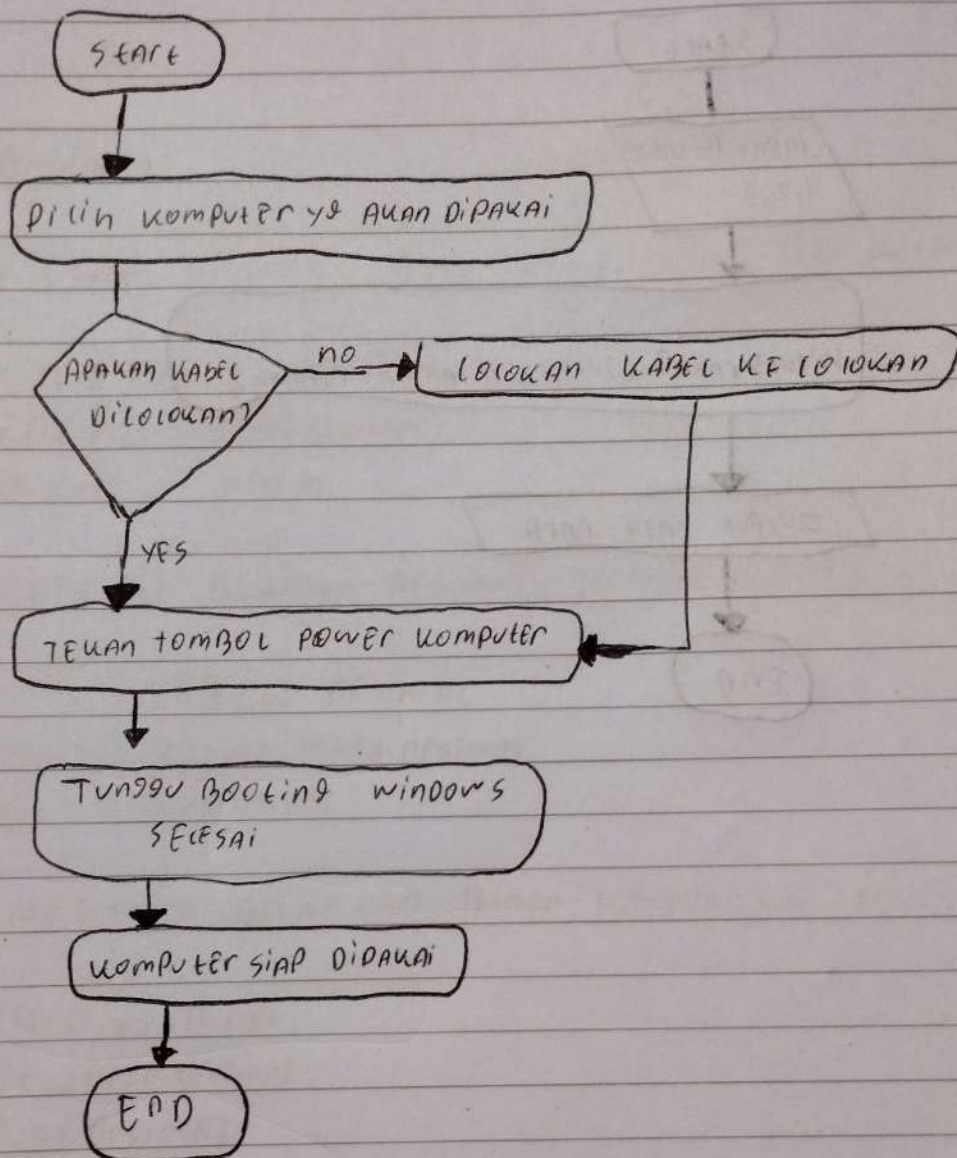 START
PILIH KOMPUTER YG AKAN DIPAKAI
APAKAH KABEL
DICOLOKAN?
NO
COLOKAN KABEL KE COLOKAN
YES
TEKAN TOMBOL POWER KOMPUTER
TUNGGU BOOTING WINDOWS
SELESAI
KOMPUTER SIAP DIPAKAI
END